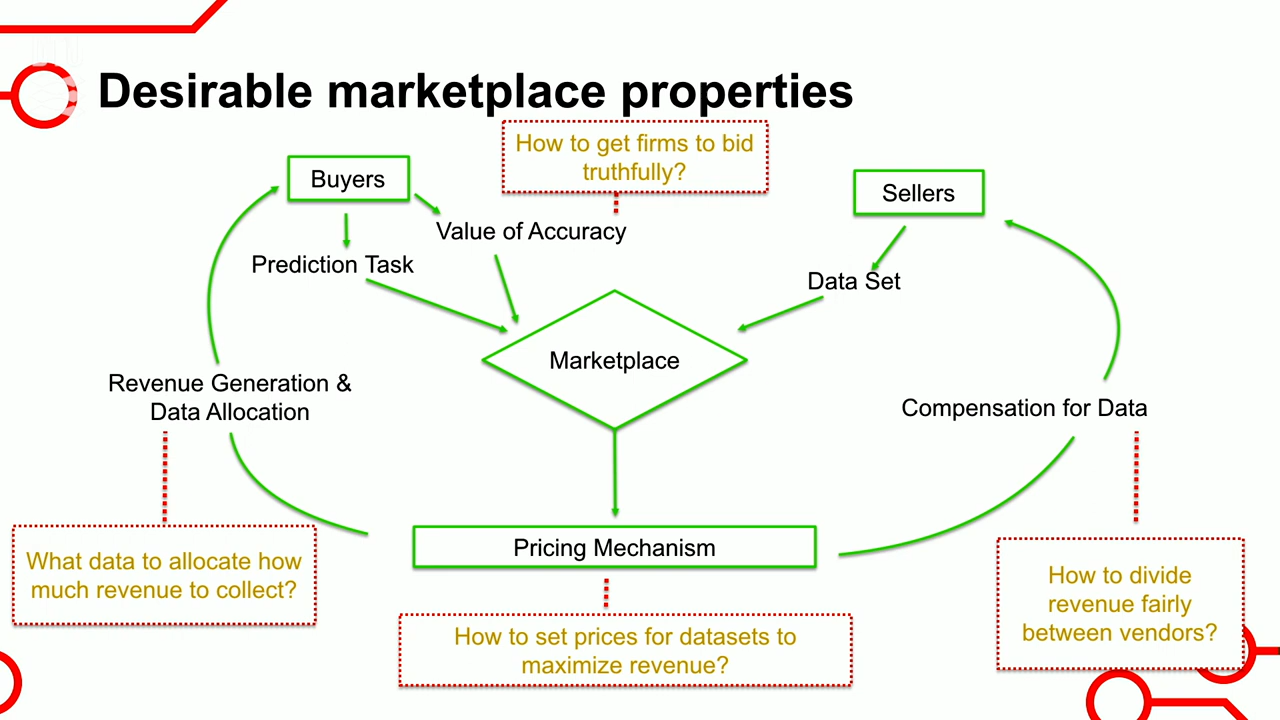 Desirable marketplace properties
How to get firms to bid
truthfully?
Buyers
Sellers
Value of Accuracy
Prediction Task
Data Set
Marketplace
Revenue Generation &
Data Allocation
Compensation for Data
Pricing Mechanism
What data to allocate how
much revenue to collect?
How to divide
revenue fairly
between vendors?
How to set prices for datasets to
maximize revenue?